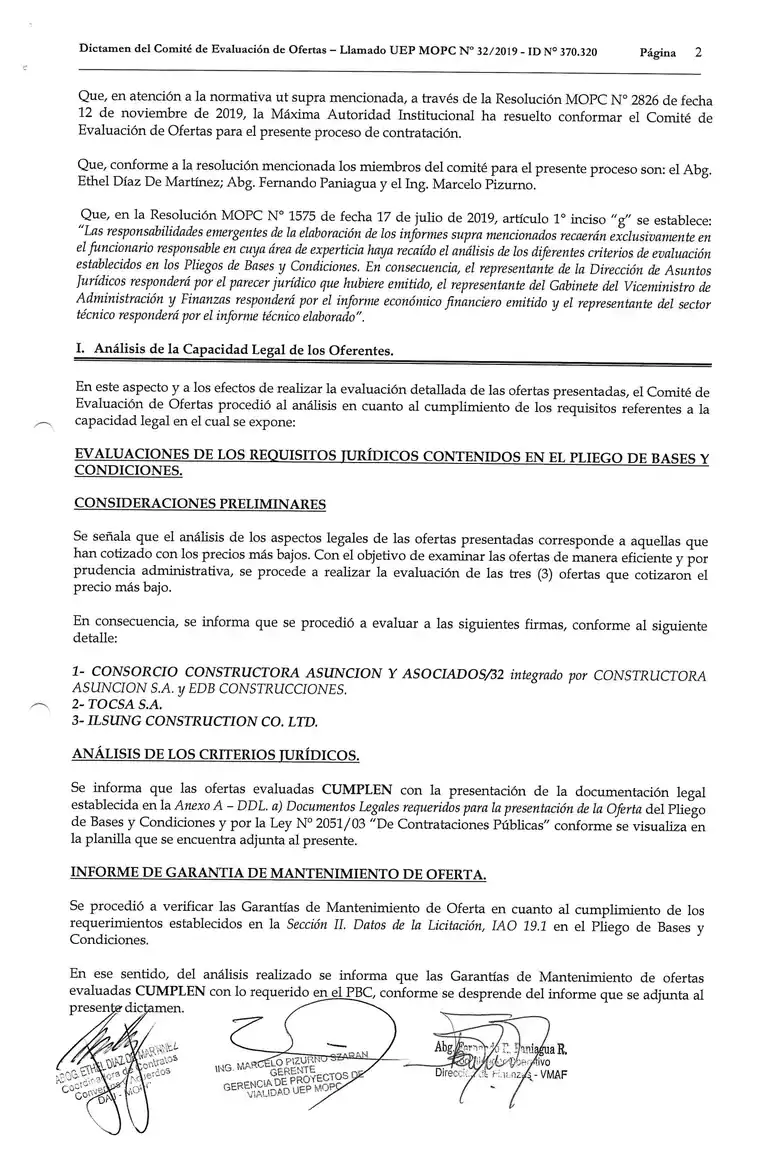 Dictamen del Comité de Evaluación de Ofertas – Llamado UEP MOPC Nº 32/2019 - ID Nº 370.320 Página 2
Que, en atención a la normativa ut supra mencionada, a través de la Resolución MOPC N° 2826 de fecha
12 de noviembre de 2019, la Máxima Autoridad Institucional ha resuelto conformar el Comité de
Evaluación de Ofertas para el presente proceso de contratación.
Que, conforme a la resolución mencionada los miembros del comité para el presente proceso son: el Abg.
Ethel Díaz De Martínez; Abg. Fernando Paniagua y el Ing. Marcelo Pizurno.
Que, en la Resolución MOPC N° 1575 de fecha 17 de julio de 2019, artículo 1° inciso "g" se establece:
"Las responsabilidades emergentes de la elaboración de los informes supra mencionados recaerán exclusivamente en
el funcionario responsable en cuya área de experticia haya recaído el análisis de los diferentes criterios de evaluación
establecidos en los Pliegos de Bases y Condiciones. En consecuencia, el representante de la Dirección de Asuntos
Jurídicos responderá por el parecer jurídico que hubiere emitido, el representante del Gabinete del Viceministro de
Administración y Finanzas responderá por el informe económico financiero emitido y el representante del sector
técnico responderá por el informe técnico elaborado".
I. Análisis de la Capacidad Legal de los Oferentes.
En este aspecto y a los efectos de realizar la evaluación detallada de las ofertas presentadas, el Comité de
Evaluación de Ofertas procedió al análisis en cuanto al cumplimiento de los requisitos referentes a la
capacidad legal en el cual se expone:
EVALUACIONES DE LOS REQUISITOS JURÍDICOS CONTENIDOS EN EL PLIEGO DE BASES Y
CONDICIONES.
CONSIDERACIONES PRELIMINARES
Se señala que el análisis de los aspectos legales de las ofertas presentadas corresponde a aquellas que
han cotizado con los precios más bajos. Con el objetivo de examinar las ofertas de manera eficiente y por
prudencia administrativa, se procede a realizar la evaluación de las tres (3) ofertas que cotizaron el
precio más bajo.
En consecuencia, se informa que se procedió a evaluar a las siguientes firmas, conforme al siguiente
detalle:
1- CONSORCIO CONSTRUCTORA ASUNCION Y ASOCIADOS/32 integrado por CONSTRUCTORA
ASUNCION S.A. y EDB CONSTRUCCIONES.
2- TOCSA S.A.
3- ILSUNG CONSTRUCTION CO. LTD.
ANÁLISIS DE LOS CRITERIOS JURÍDICOS.
Se informa que las ofertas evaluadas CUMPLEN con la presentación de la documentación legal
establecida en la Anexo A – DDL. a) Documentos Legales requeridos para la presentación de la Oferta del Pliego
de Bases y Condiciones y por la Ley N° 2051/03 "De Contrataciones Públicas" conforme se visualiza en
la planilla que se encuentra adjunta al presente.
INFORME DE GARANTIA DE MANTENIMIENTO DE OFERTA.
Se procedió a verificar las Garantías de Mantenimiento de Oferta en cuanto al cumplimiento de los
requerimientos establecidos en la Sección II. Datos de la Licitación, IAO 19.1 en el Pliego de Bases y
Condiciones.
En ese sentido, del análisis realizado se informa que las Garantías de Mantenimiento de ofertas
evaluadas CUMPLEN con lo requerido en el PBC, conforme se desprende del informe que se adjunta al
presente dictamen.
ABOG. ETHEL DIAZ DE MARTINEZ
Coordinadora de Contratos
Convenios y Acuerdos
DAJ - MOPC
ING. MARCELO PIZURNO SZARAN
GERENTE
GERENCIA DE PROYECTOS DE
VIALIDAD UEP MOPC
Abg. Paniagua R.
Dirección de Finanzas - VMAF